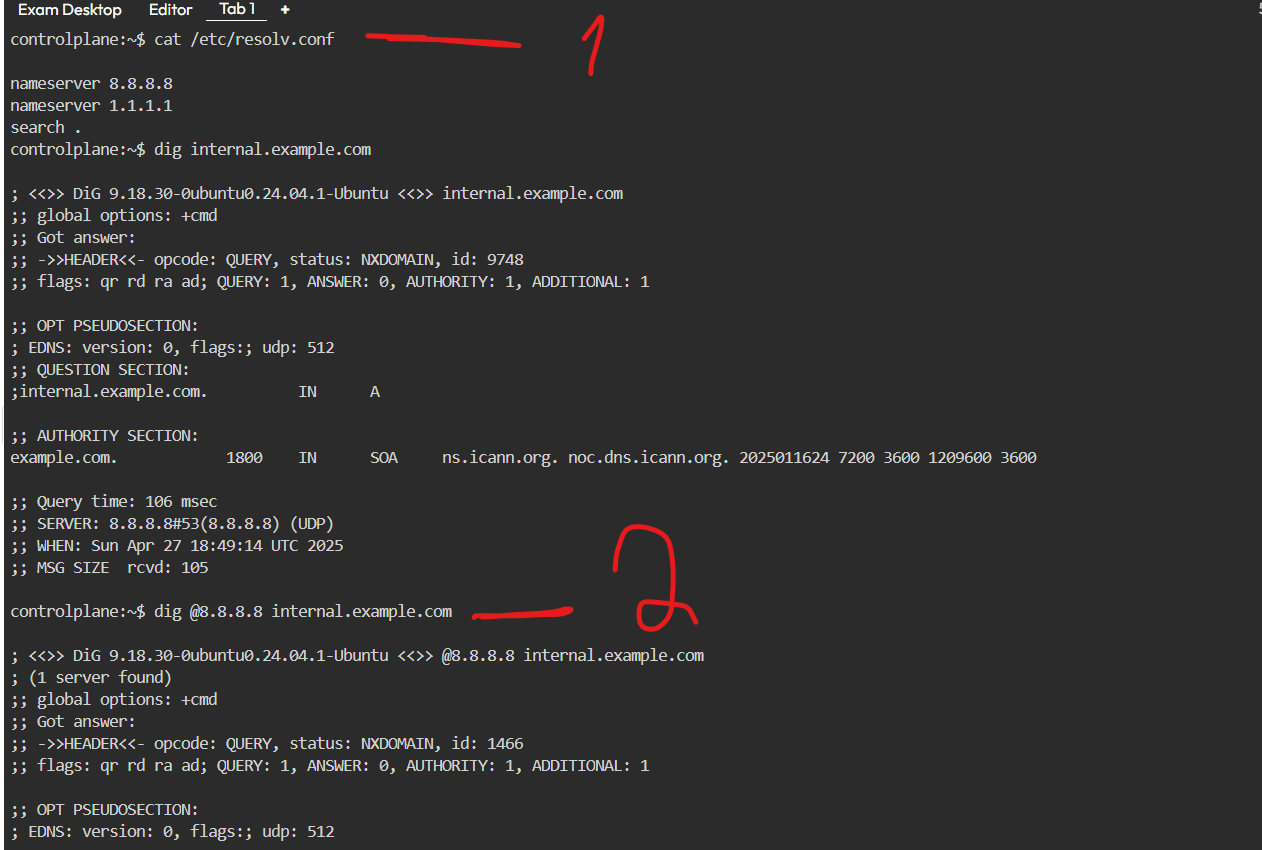 Exam Desktop Editor Tab 1 +
controlplane:~$ cat /etc/resolv.conf 1
nameserver 8.8.8.8
nameserver 1.1.1.1
search .
controlplane:~$ dig internal.example.com
; <<>> DiG 9.18.30-0ubuntu0.24.04.1-Ubuntu <<>> internal.example.com
;; global options: +cmd
;; Got answer:
;; ->>HEADER<<- opcode: QUERY, status: NXDOMAIN, id: 9748
;; flags: qr rd ra ad; QUERY: 1, ANSWER: 0, AUTHORITY: 1, ADDITIONAL: 1
;; OPT PSEUDOSECTION:
; EDNS: version: 0, flags:; udp: 512
;; QUESTION SECTION:
;internal.example.com. IN A
;; AUTHORITY SECTION:
example.com. 1800 IN SOA ns.icann.org. noc.dns.icann.org. 2025011624 7200 3600 1209600 3600
;; Query time: 106 msec
;; SERVER: 8.8.8.8#53(8.8.8.8) (UDP)
;; WHEN: Sun Apr 27 18:49:14 UTC 2025
;; MSG SIZE rcvd: 105
controlplane:~$ dig @8.8.8.8 internal.example.com 2
; <<>> DiG 9.18.30-0ubuntu0.24.04.1-Ubuntu <<>> @8.8.8.8 internal.example.com
; (1 server found)
;; global options: +cmd
;; Got answer:
;; ->>HEADER<<- opcode: QUERY, status: NXDOMAIN, id: 1466
;; flags: qr rd ra ad; QUERY: 1, ANSWER: 0, AUTHORITY: 1, ADDITIONAL: 1
;; OPT PSEUDOSECTION:
; EDNS: version: 0, flags:; udp: 512